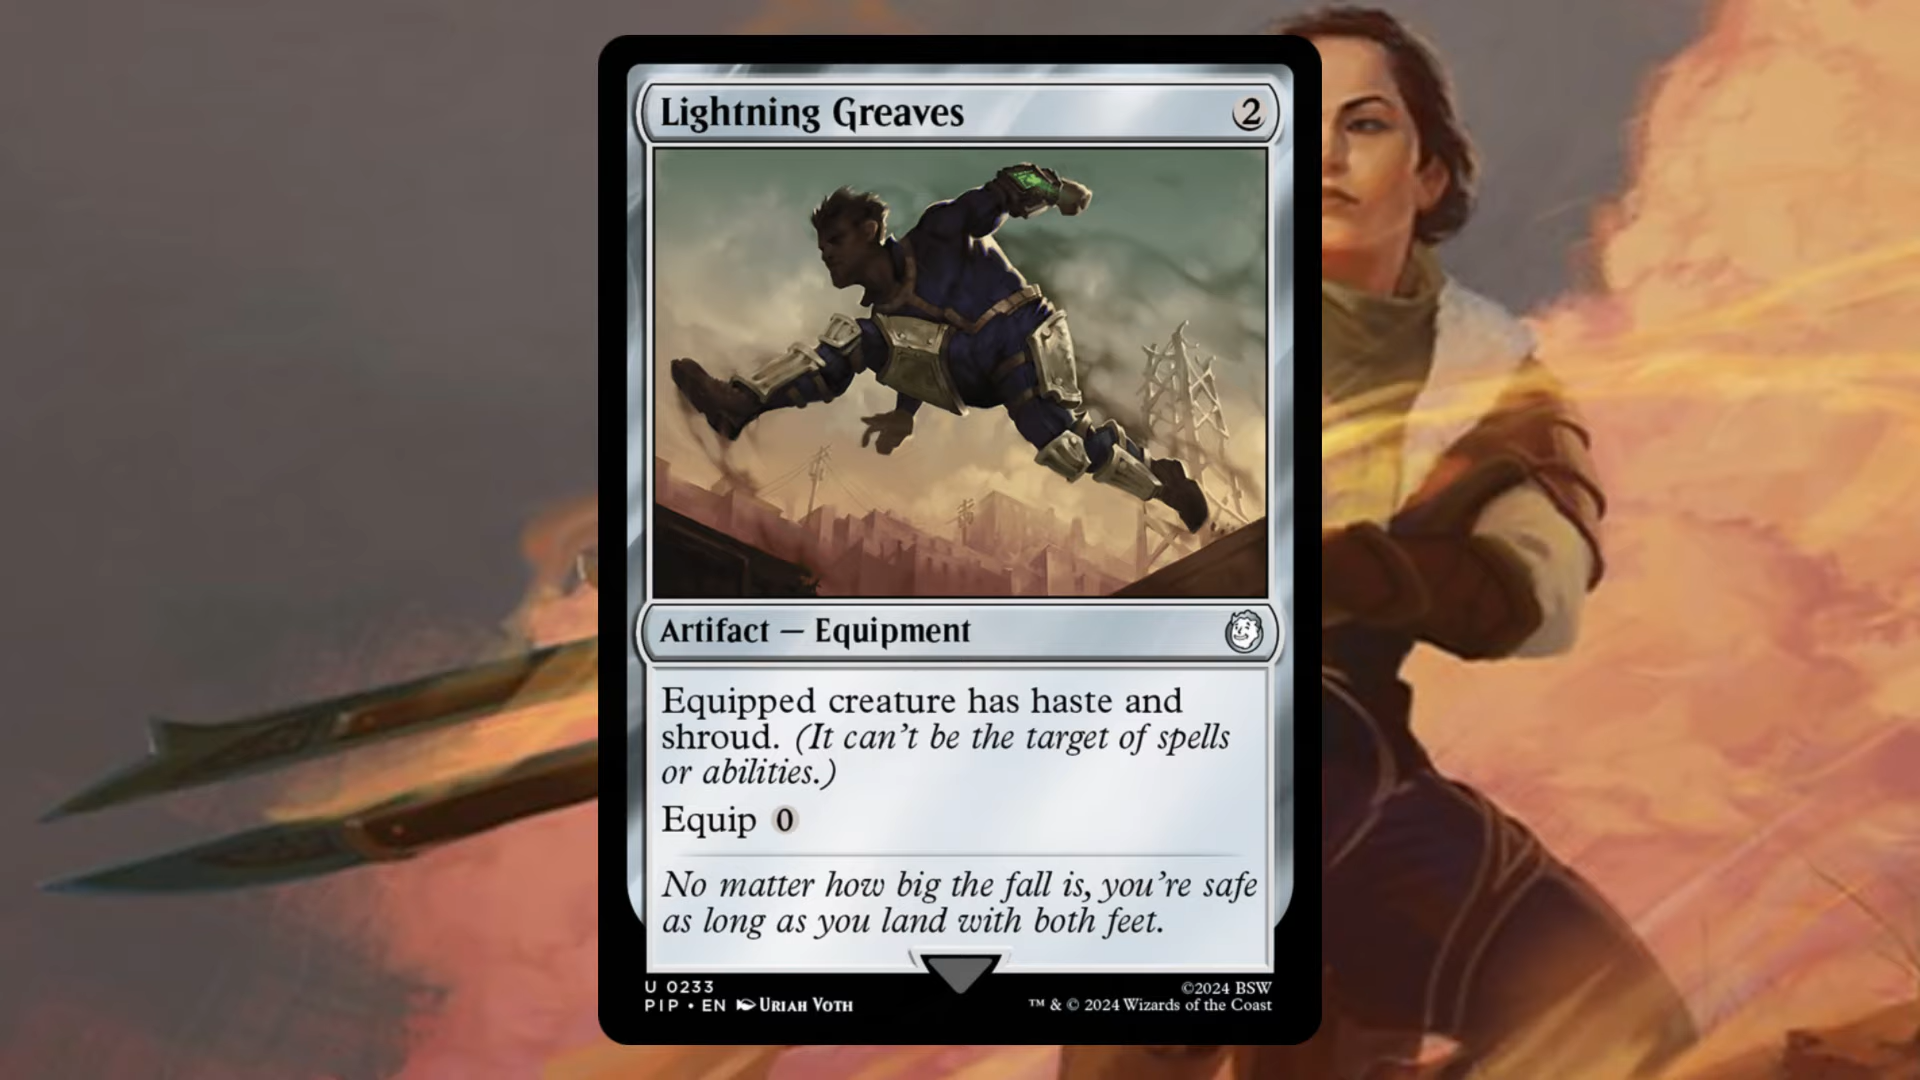 Lightning Greaves 2
Artifact — Equipment
Equipped creature has haste and
shroud. (It can't be the target of spells
or abilities.)
Equip 0
No matter how big the fall is, you're safe
as long as you land with both feet.
U 0233
PIP • EN Uriah Voth
©2024 BSW
™ & © 2024 Wizards of the Coast